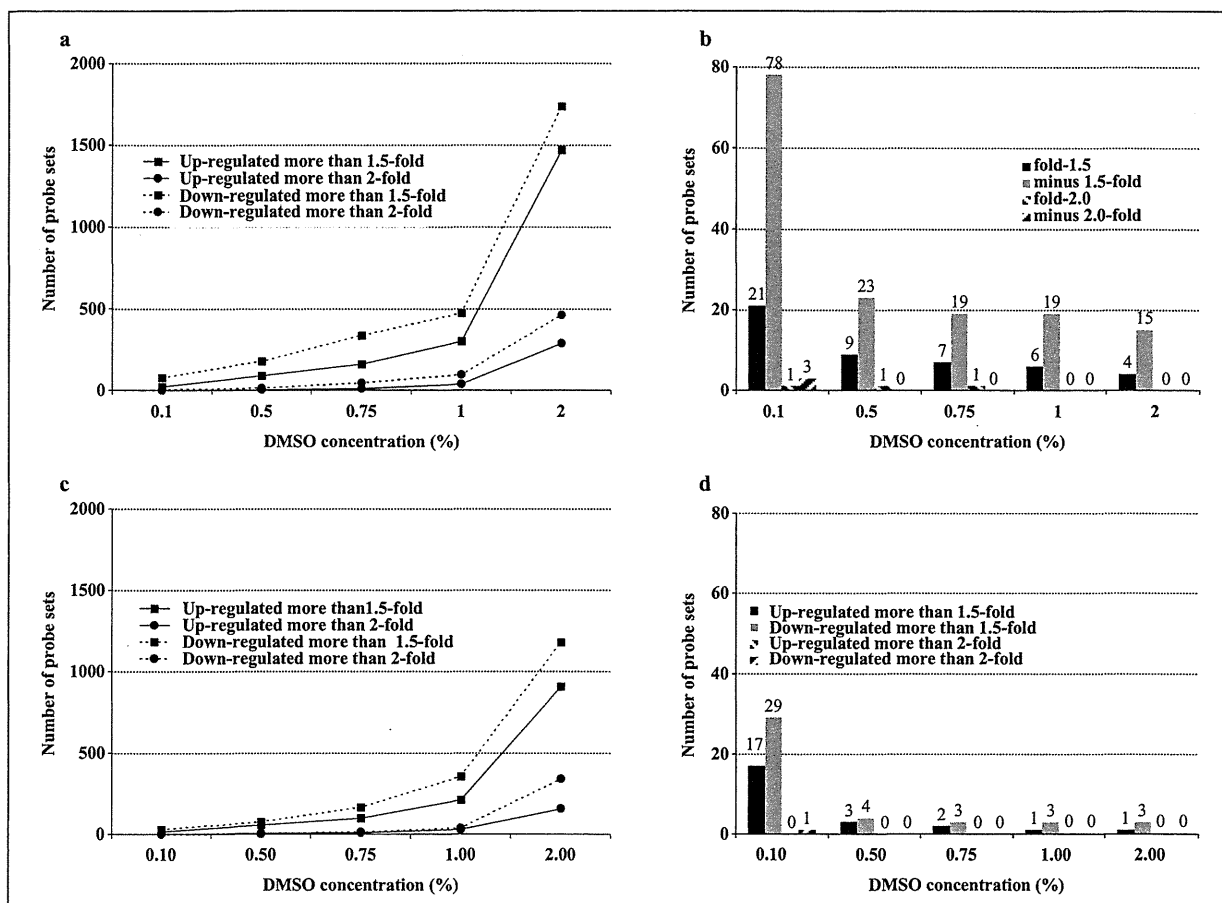 a
2000
1500
1000
500
0
Number of probe sets
Up-regulated more than 1.5-fold
Up-regulated more than 2-fold
Down-regulated more than 1.5-fold
Down-regulated more than 2-fold
0.1 0.5 0.75 1 2
DMSO concentration (%)
b
80
60
40
20
0
Number of probe sets
fold-1.5
minus 1.5-fold
fold-2.0
minus 2.0-fold
21 78 1 3
9 23 1 0
7 19 1 0
6 19 0 0
4 15 0 0
0.1 0.5 0.75 1 2
DMSO concentration (%)
c
2000
1500
1000
500
0
Number of probe sets
Up-regulated more than1.5-fold
Up-regulated more than 2-fold
Down-regulated more than 1.5-fold
Down-regulated more than 2-fold
0.10 0.50 0.75 1.00 2.00
DMSO concentration (%)
d
80
60
40
20
0
Number of probe sets
Up-regulated more than 1.5-fold
Down-regulated more than 1.5-fold
Up-regulated more than 2-fold
Down-regulated more than 2-fold
17 29 0 1
3 4 0 0
2 3 0 0
1 3 0 0
1 3 0 0
0.10 0.50 0.75 1.00 2.00
DMSO concentration (%)